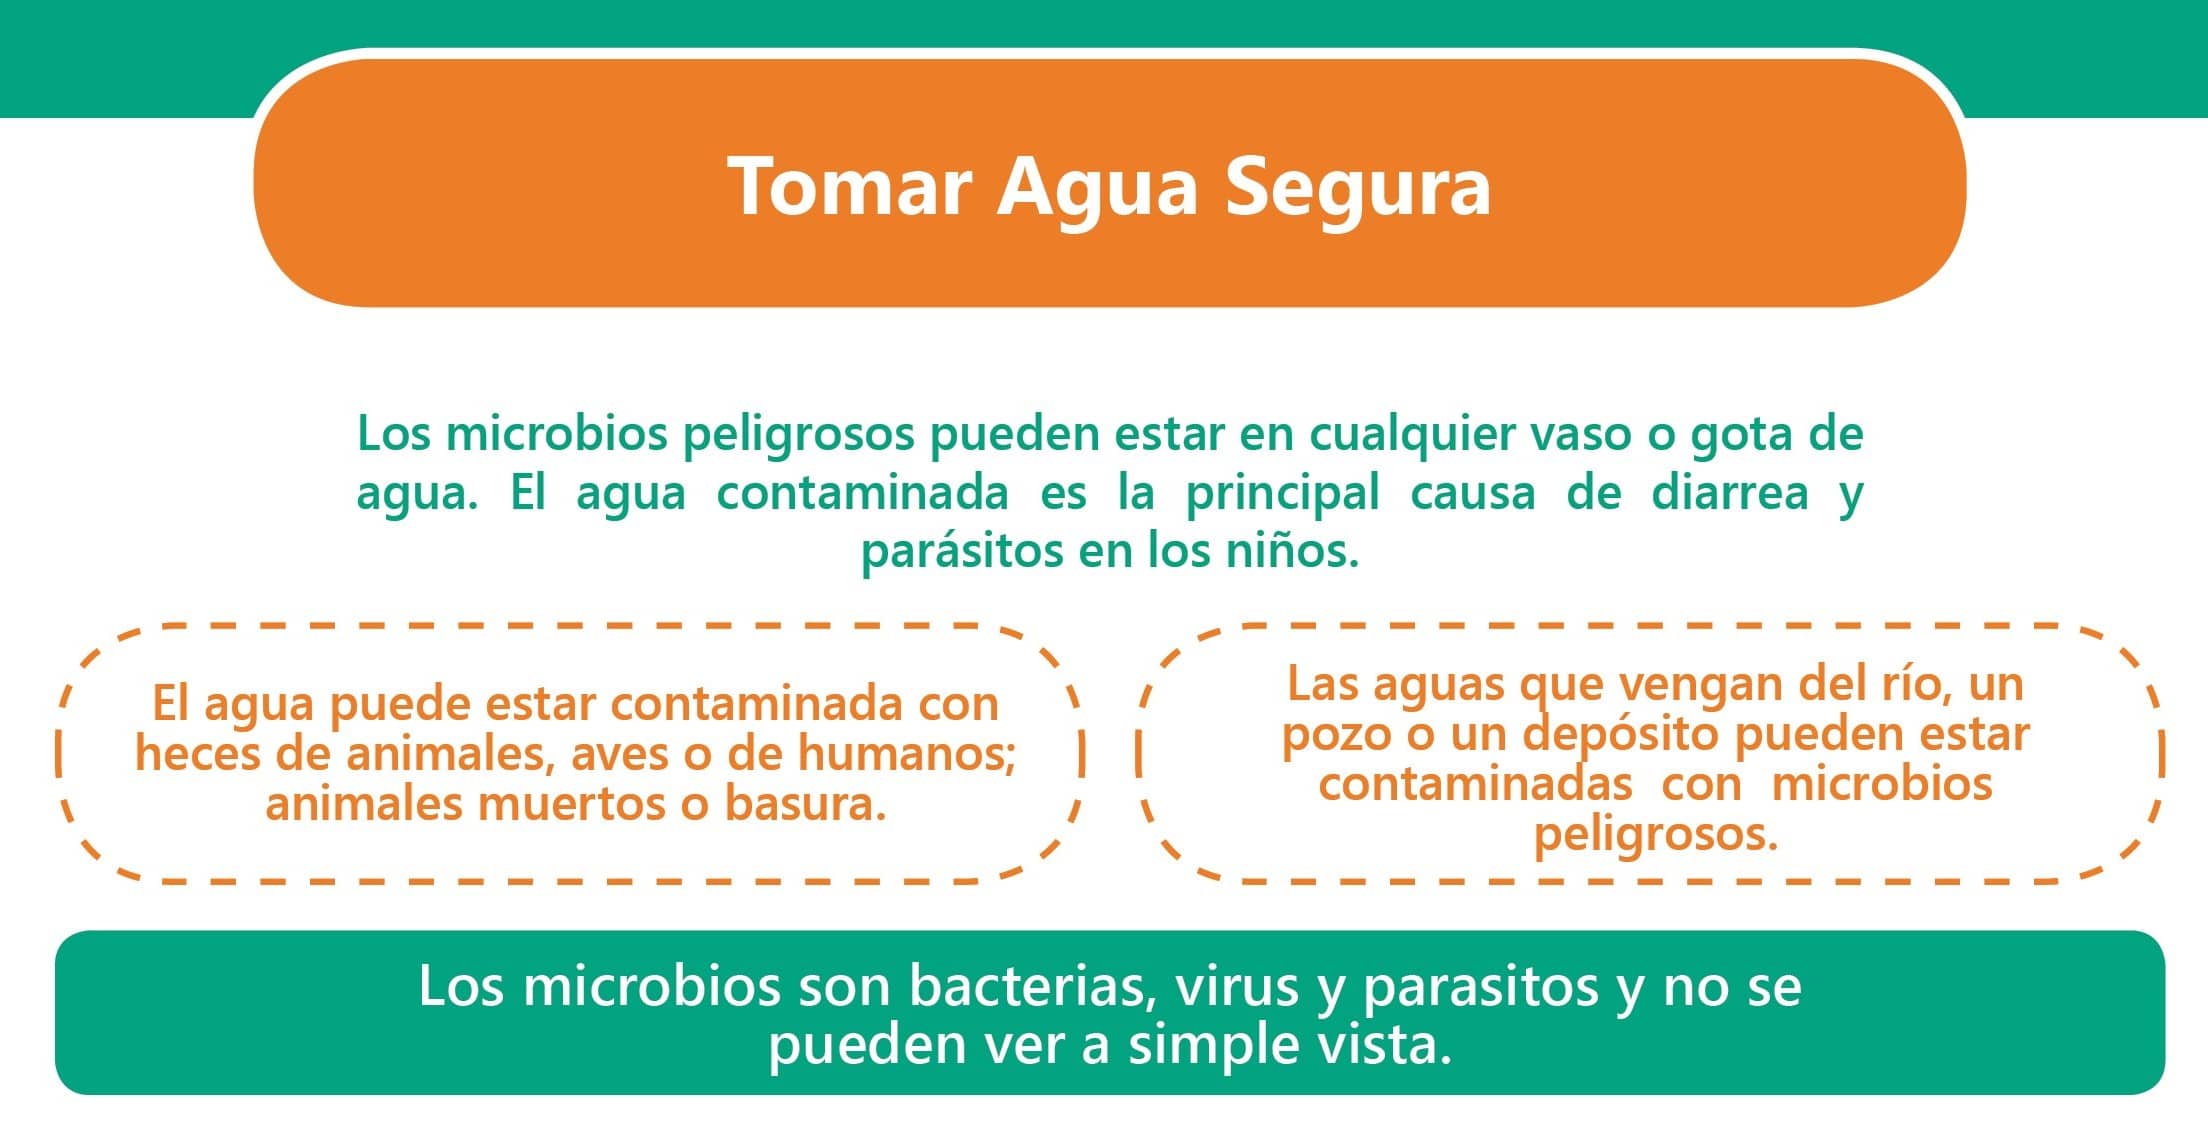 Tomar Agua Segura
Los microbios peligrosos pueden estar en cualquier vaso o gota de
agua. El agua contaminada es la principal causa de diarrea y
parásitos en los niños.
El agua puede estar contaminada con
heces de animales, aves o de humanos;
animales muertos o basura.
Las aguas que vengan del río, un
pozo o un depósito pueden estar
contaminadas con microbios
peligrosos.
Los microbios son bacterias, virus y parasitos y no se
pueden ver a simple vista.